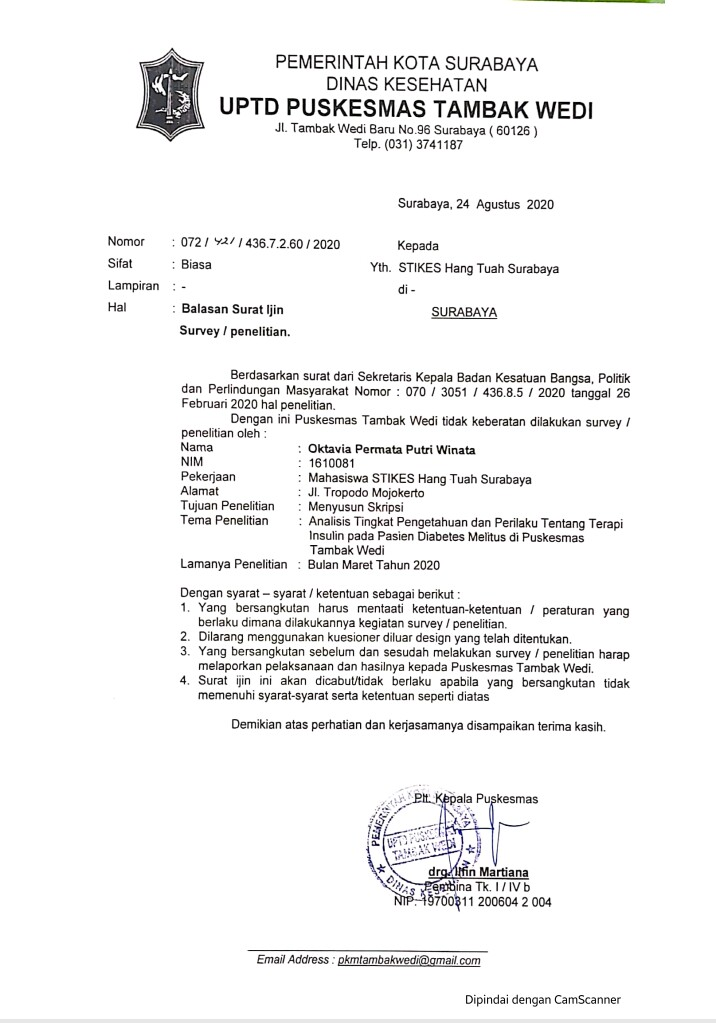 PEMERINTAH KOTA SURABAYA
DINAS KESEHATAN
UPTD PUSKESMAS TAMBAK WEDI
Jl. Tambak Wedi Baru No.96 Surabaya ( 60126 )
Telp. (031) 3741187
Surabaya, 24 Agustus 2020
Nomor : 072 / 421 / 436.7.2.60 / 2020
Sifat : Biasa
Lampiran : -
Hal : Balasan Surat Ijin
Survey / penelitian.
Kepada
Yth. STIKES Hang Tuah Surabaya
di -
SURABAYA
Berdasarkan surat dari Sekretaris Kepala Badan Kesatuan Bangsa, Politik
dan Perlindungan Masyarakat Nomor : 070 / 3051 / 436.8.5 / 2020 tanggal 26
Februari 2020 hal penelitian.
Dengan ini Puskesmas Tambak Wedi tidak keberatan dilakukan survey /
penelitian oleh :
Nama : Oktavia Permata Putri Winata
NIM : 1610081
Pekerjaan : Mahasiswa STIKES Hang Tuah Surabaya
Alamat : Jl. Tropodo Mojokerto
Tujuan Penelitian : Menyusun Skripsi
Tema Penelitian : Analisis Tingkat Pengetahuan dan Perilaku Tentang Terapi
Insulin pada Pasien Diabetes Melitus di Puskesmas
Tambak Wedi
Lamanya Penelitian : Bulan Maret Tahun 2020
Dengan syarat – syarat / ketentuan sebagai berikut :
1. Yang bersangkutan harus mentaati ketentuan-ketentuan / peraturan yang
berlaku dimana dilakukannya kegiatan survey / penelitian.
2. Dilarang menggunakan kuesioner diluar design yang telah ditentukan.
3. Yang bersangkutan sebelum dan sesudah melakukan survey / penelitian harap
melaporkan pelaksanaan dan hasilnya kepada Puskesmas Tambak Wedi.
4. Surat ijin ini akan dicabut/tidak berlaku apabila yang bersangkutan tidak
memenuhi syarat-syarat serta ketentuan seperti diatas
Demikian atas perhatian dan kerjasamanya disampaikan terima kasih.
Plt. Kepala Puskesmas
UPTD PUSKESMAS
TAMBAK WEDI
DINAS KESEHATAN
drg. Iffin Martiana
Pembina Tk. I / IV b
NIP. 19700311 200604 2 004
Email Address : pkmtambakwedi@gmail.com
Dipindai dengan CamScanner